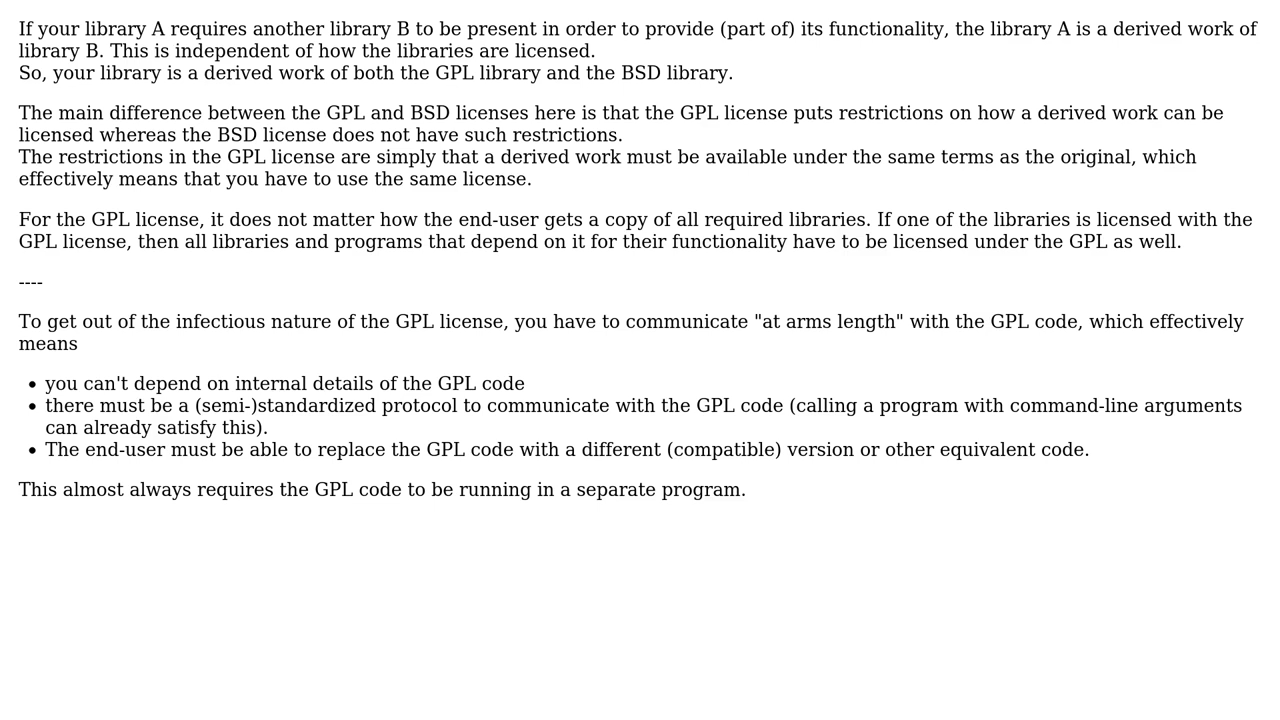 If your library A requires another library B to be present in order to provide (part of) its functionality, the library A is a derived work of
library B. This is independent of how the libraries are licensed.
So, your library is a derived work of both the GPL library and the BSD library.
The main difference between the GPL and BSD licenses here is that the GPL license puts restrictions on how a derived work can be
licensed whereas the BSD license does not have such restrictions.
The restrictions in the GPL license are simply that a derived work must be available under the same terms as the original, which
effectively means that you have to use the same license.
For the GPL license, it does not matter how the end-user gets a copy of all required libraries. If one of the libraries is licensed with the
GPL license, then all libraries and programs that depend on it for their functionality have to be licensed under the GPL as well.
----
To get out of the infectious nature of the GPL license, you have to communicate "at arms length" with the GPL code, which effectively
means
• you can't depend on internal details of the GPL code
• there must be a (semi-)standardized protocol to communicate with the GPL code (calling a program with command-line arguments
can already satisfy this).
• The end-user must be able to replace the GPL code with a different (compatible) version or other equivalent code.
This almost always requires the GPL code to be running in a separate program.